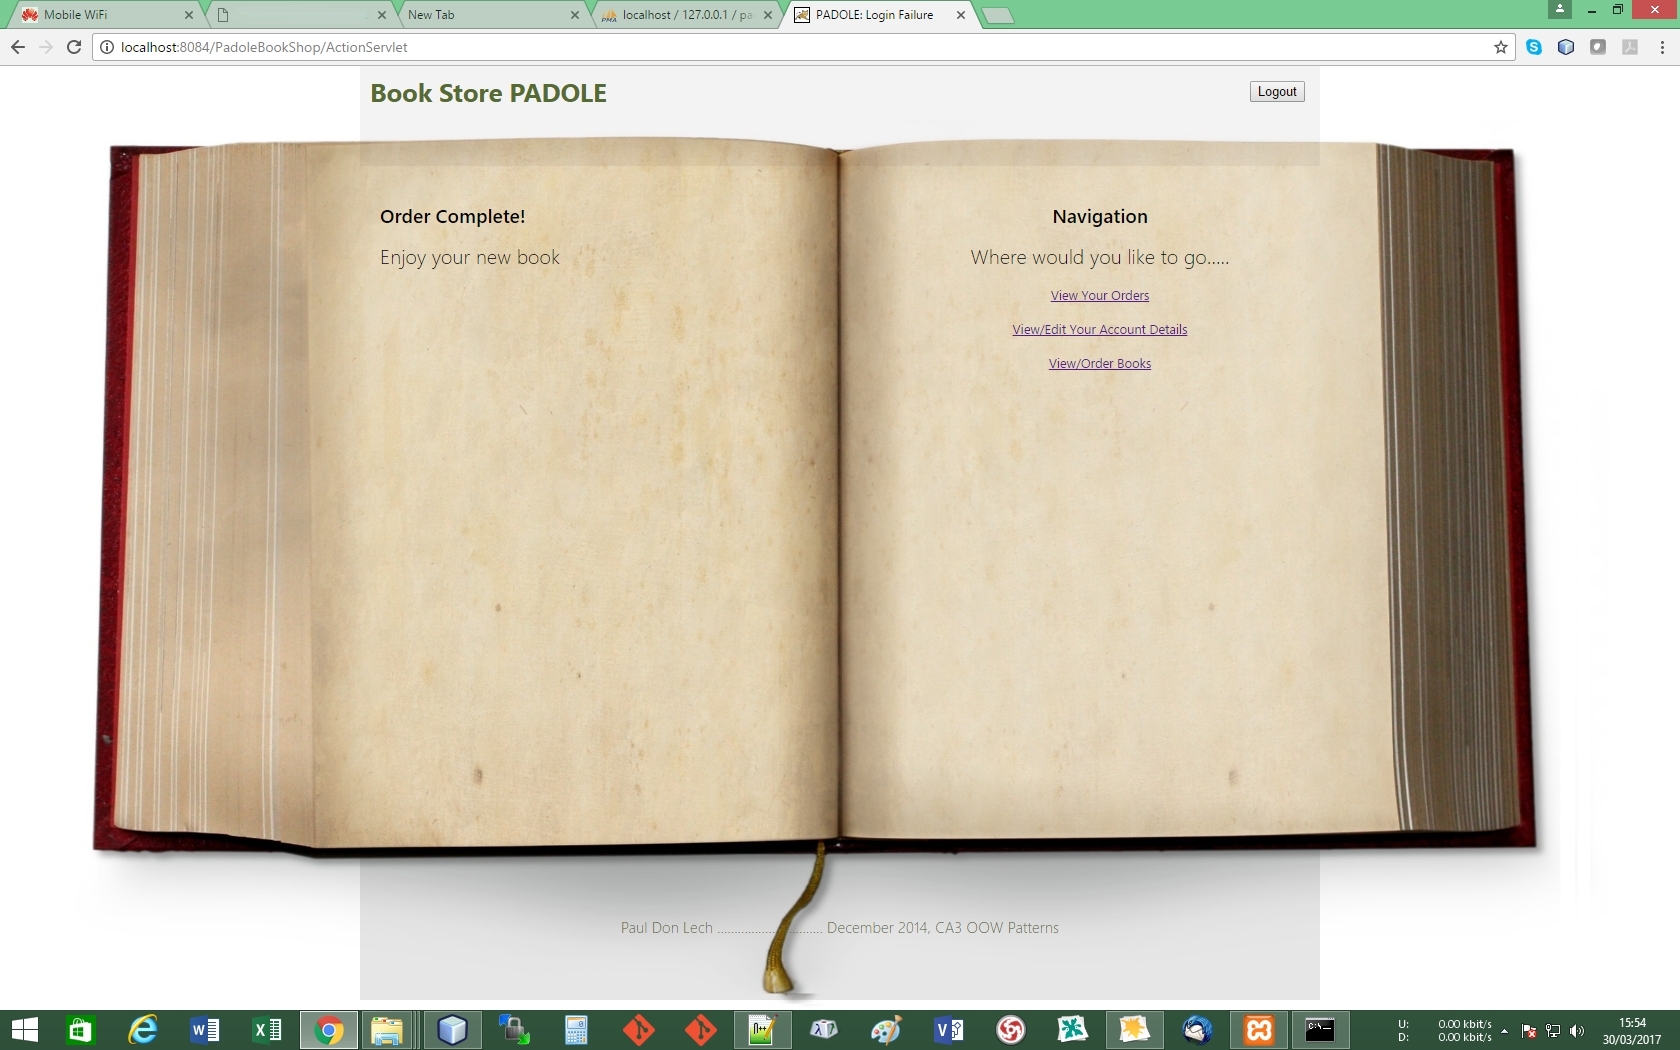 Mobile WiFi
New Tab
localhost / 127.0.0.1 / pa
PADOLE: Login Failure
localhost:8084/PadoleBookShop/ActionServlet
Book Store PADOLE
Logout
Order Complete!
Enjoy your new book
Navigation
Where would you like to go.....
View Your Orders
View/Edit Your Account Details
View/Order Books
Paul Don Lech .............................. December 2014, CA3 OOW Patterns
U: 0.00 kbit/s
D: 0.00 kbit/s
15:54
30/03/2017